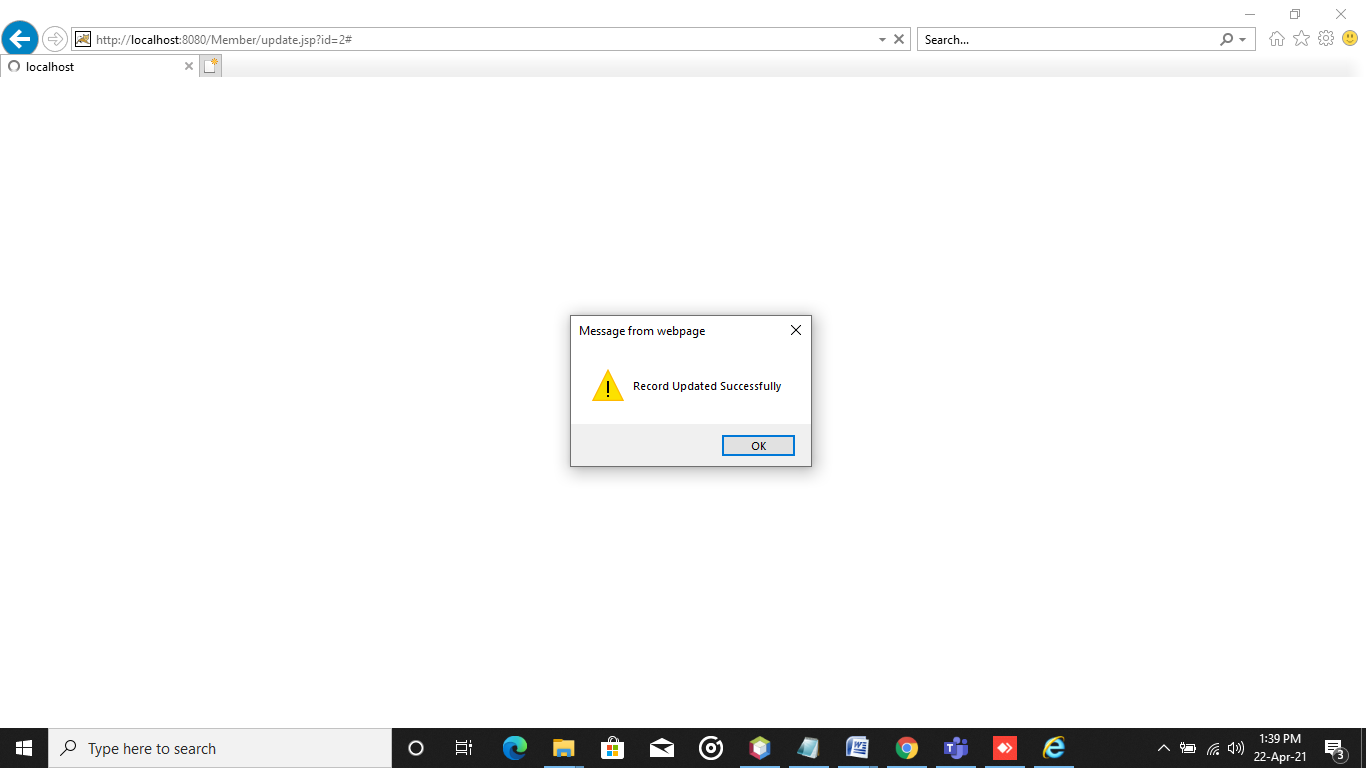 http://localhost:8080/Member/update.jsp?id=2#
Search...
localhost
Message from webpage
Record Updated Successfully
OK
Type here to search
1:39 PM
22-Apr-21
3